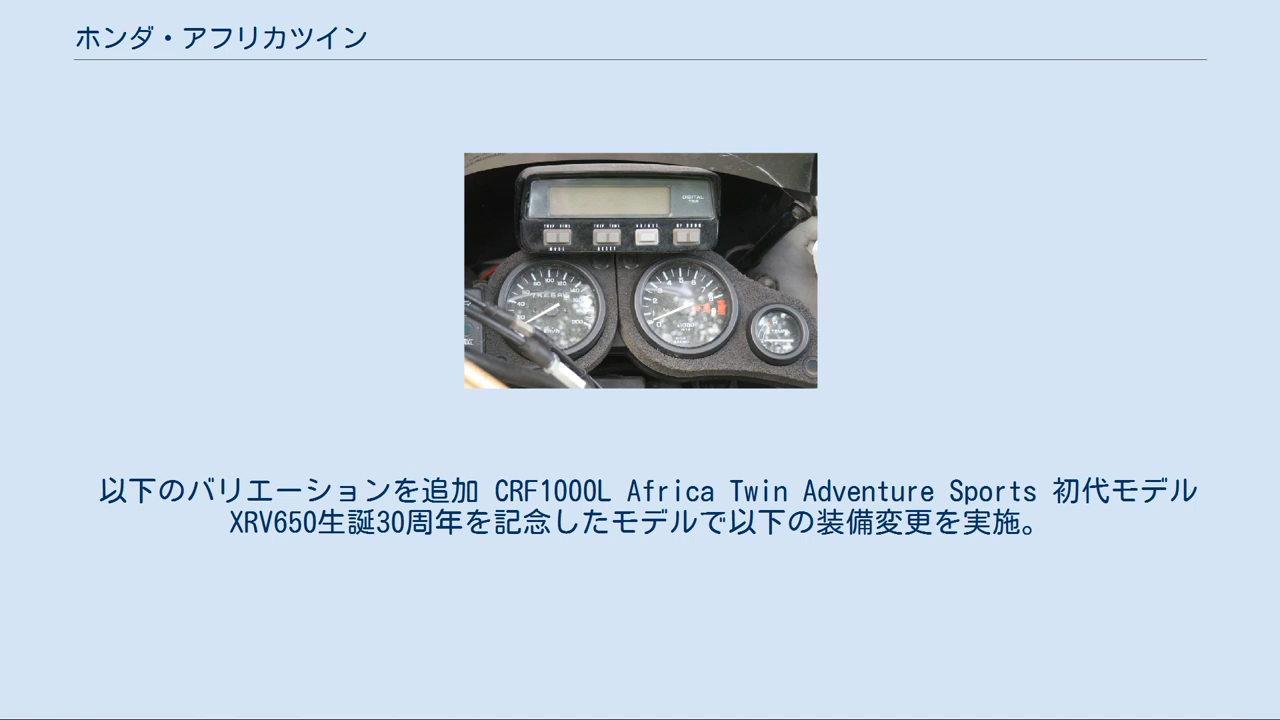 ホンダ・アフリカツイン
DIGITAL
以下のバリエーションを追加 CRF1000L Africa Twin Adventure Sports 初代モデル
XRV650生誕30周年を記念したモデルで以下の装備変更を実施。